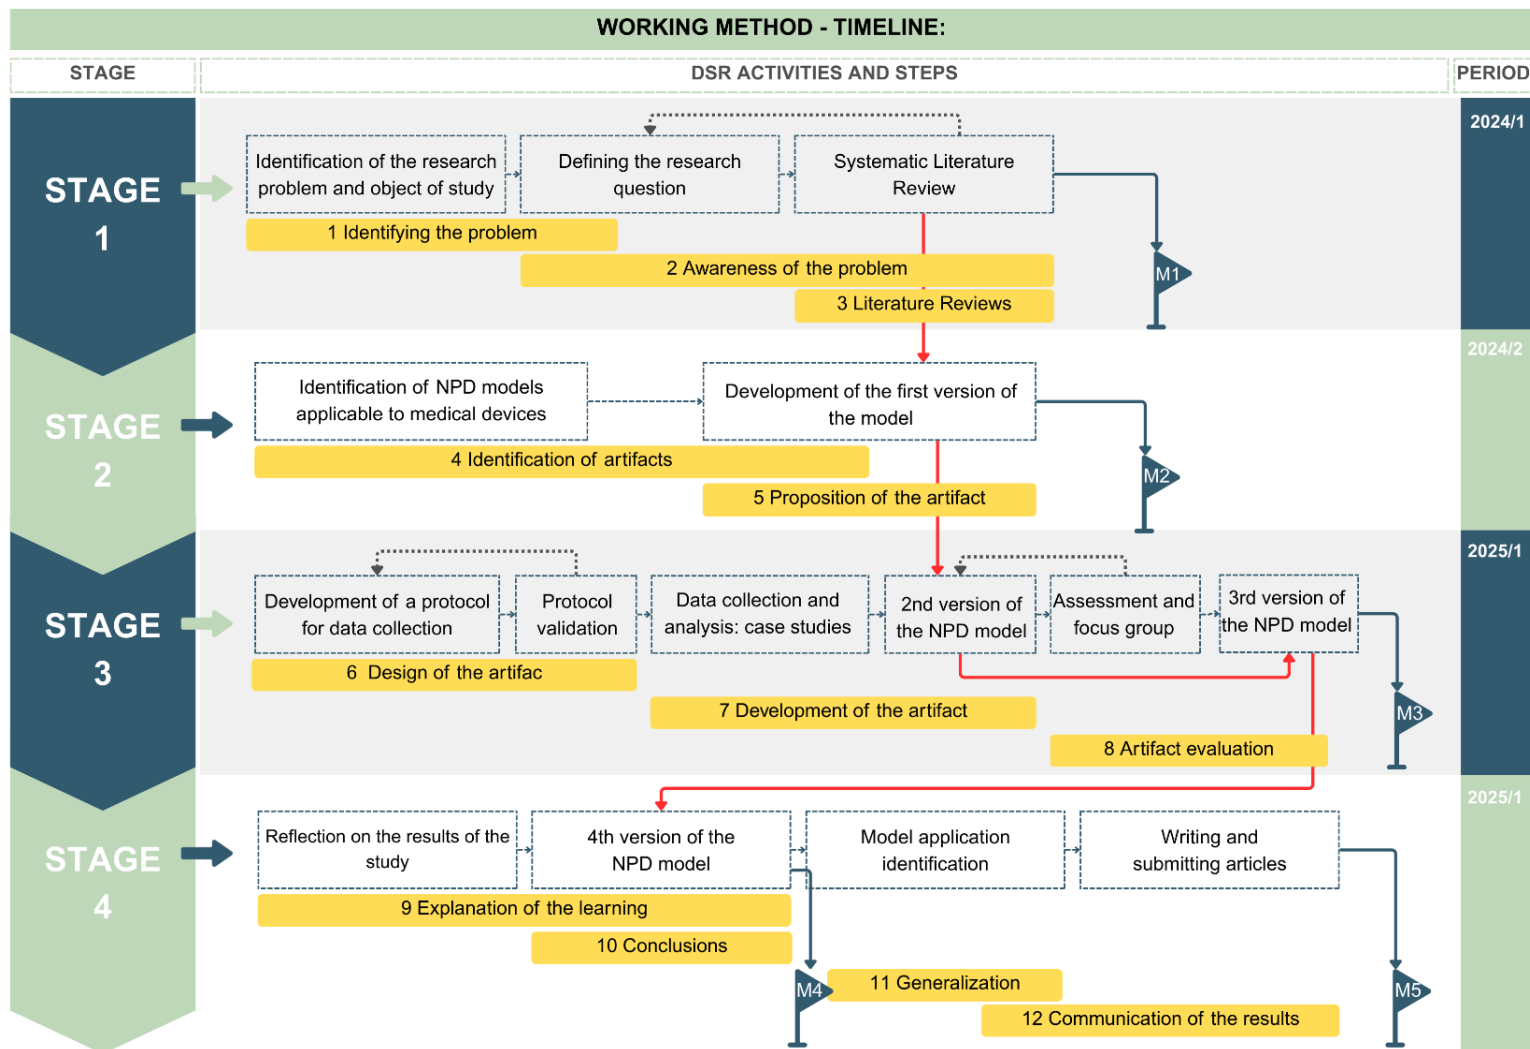 WORKING METHOD - TIMELINE:
STAGE
DSR ACTIVITIES AND STEPS
PERIOD
STAGE
1
2024/1
Identification of the research
problem and object of study
Defining the research
question
Systematic Literature
Review
1 Identifying the problem
2 Awareness of the problem
3 Literature Reviews
M1
STAGE
2
2024/2
Identification of NPD models
applicable to medical devices
Development of the first version of
the model
4 Identification of artifacts
5 Proposition of the artifact
M2
STAGE
3
2025/1
Development of a protocol
for data collection
Protocol
validation
Data collection and
analysis: case studies
2nd version of
the NPD model
Assessment and
focus group
3rd version of
the NPD model
6 Design of the artifac
7 Development of the artifact
8 Artifact evaluation
M3
STAGE
4
2025/1
Reflection on the results of the
study
4th version of the
NPD model
Model application
identification
Writing and
submitting articles
9 Explanation of the learning
10 Conclusions
M4
11 Generalization
12 Communication of the results
M5